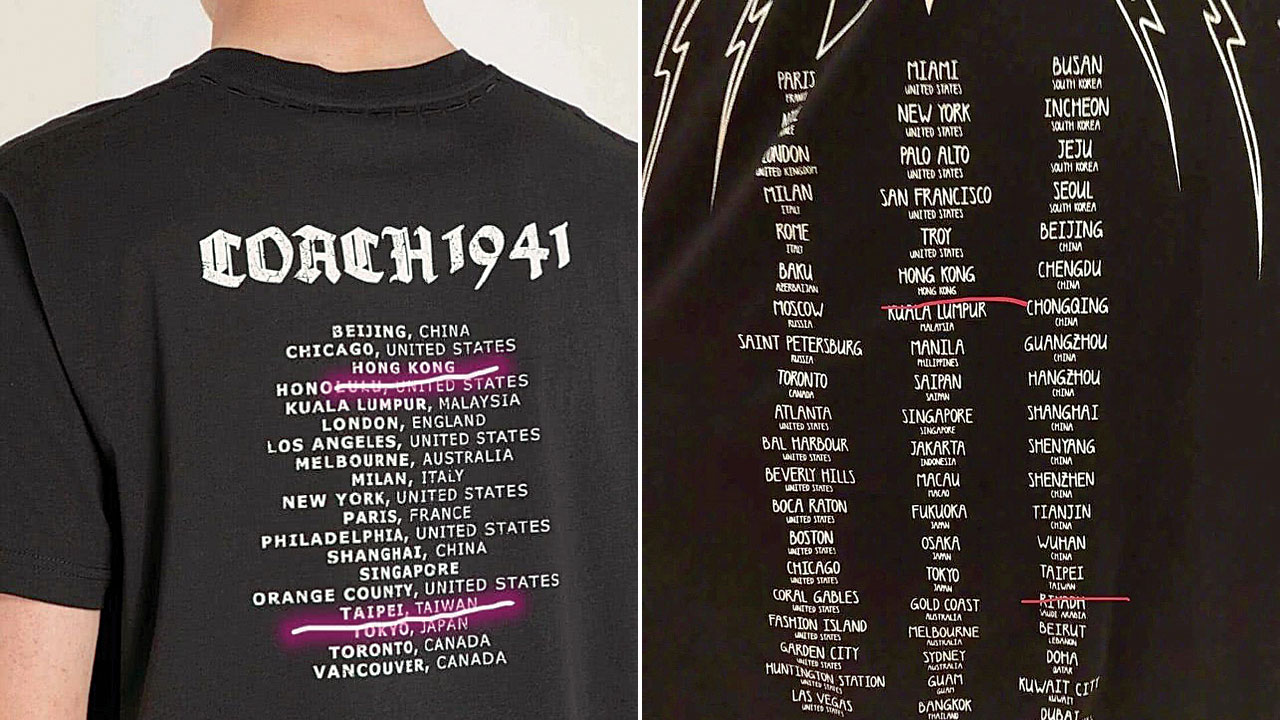 COACH 1941
BEIJING, CHINA
CHICAGO, UNITED STATES
HONG KONG
HONOLULU, UNITED STATES
KUALA LUMPUR, MALAYSIA
LONDON, ENGLAND
LOS ANGELES, UNITED STATES
MELBOURNE, AUSTRALIA
MILAN, ITALY
NEW YORK, UNITED STATES
PARIS, FRANCE
PHILADELPHIA, UNITED STATES
SHANGHAI, CHINA
SINGAPORE
ORANGE COUNTY, UNITED STATES
TAIPEI, TAIWAN
TOKYO, JAPAN
TORONTO, CANADA
VANCOUVER, CANADA
PARIS
LONDON
UNITED KINGDOM
MILAN
ITALY
ROME
ITALY
BAKU
AZERBAIJAN
MOSCOW
RUSSIA
SAINT PETERSBURG
RUSSIA
TORONTO
CANADA
ATLANTA
UNITED STATES
BAL HARBOUR
UNITED STATES
BEVERLY HILLS
UNITED STATES
BOCA RATON
UNITED STATES
BOSTON
UNITED STATES
CHICAGO
UNITED STATES
CORAL GABLES
UNITED STATES
FASHION ISLAND
UNITED STATES
GARDEN CITY
UNITED STATES
HUNTINGTON STATION
UNITED STATES
LAS VEGAS
UNITED STATES
MIAMI
UNITED STATES
NEW YORK
UNITED STATES
PALO ALTO
UNITED STATES
SAN FRANCISCO
UNITED STATES
TROY
UNITED STATES
HONG KONG
HONG KONG
KUALA LUMPUR
MALAYSIA
MANILA
PHILIPPINES
SAIPAN
SAIPAN
SINGAPORE
SINGAPORE
JAKARTA
INDONESIA
MACAU
MACAO
FUKUOKA
JAPAN
OSAKA
JAPAN
TOKYO
JAPAN
GOLD COAST
AUSTRALIA
MELBOURNE
AUSTRALIA
SYDNEY
AUSTRALIA
GUAM
GUAM
BANGKOK
THAILAND
BUSAN
SOUTH KOREA
INCHEON
SOUTH KOREA
JEJU
SOUTH KOREA
SEOUL
SOUTH KOREA
BEIJING
CHINA
CHENGDU
CHINA
CHONGQING
CHINA
GUANGZHOU
CHINA
HANGZHOU
CHINA
SHANGHAI
CHINA
SHENYANG
CHINA
SHENZHEN
CHINA
TIANJIN
CHINA
WUHAN
CHINA
TAIPEI
TAIWAN
RIYADH
SAUDI ARABIA
BEIRUT
LEBANON
DOHA
QATAR
KUWAIT CITY
KUWAIT
DUBAI